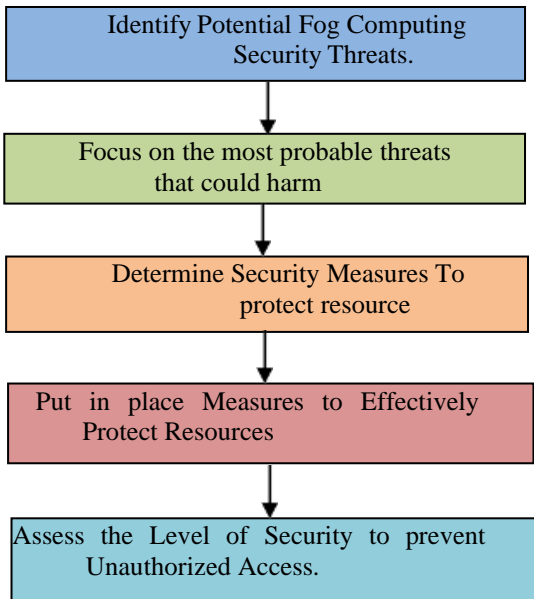 Identify Potential Fog Computing
Security Threats.
Focus on the most probable threats
that could harm
Determine Security Measures To
protect resource
Put in place Measures to Effectively
Protect Resources
Assess the Level of Security to prevent
Unauthorized Access.